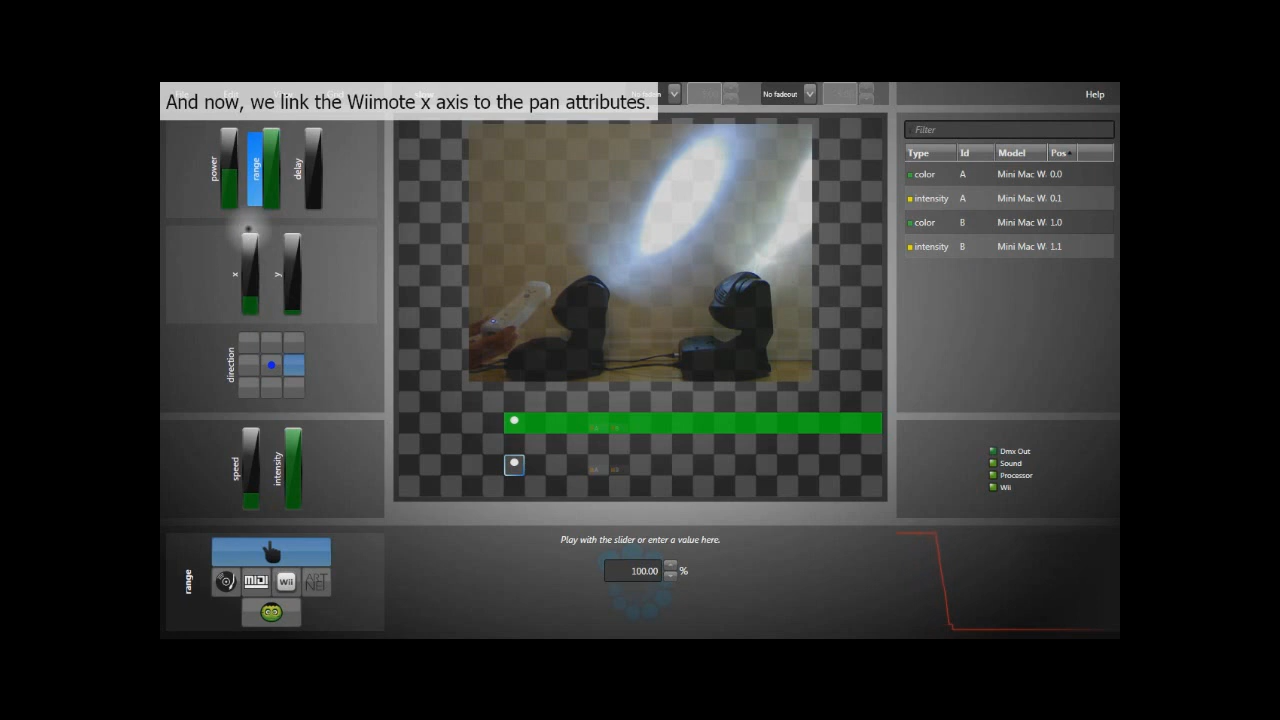 And now, we link the Wiimote x axis to the pan attributes.
No fadeout
Help
power
range
delay
Filter
Type Id Model Pos
color A Mini Mac W. 0.0
intensity A Mini Mac W. 0.1
color B Mini Mac W. 1.0
intensity B Mini Mac W. 1.1
x
y
direction
speed
intensity
Dmx Out
Sound
Processor
Wii
range
MIDI
Wii
ART NET
Play with the slider or enter a value here.
100.00 %